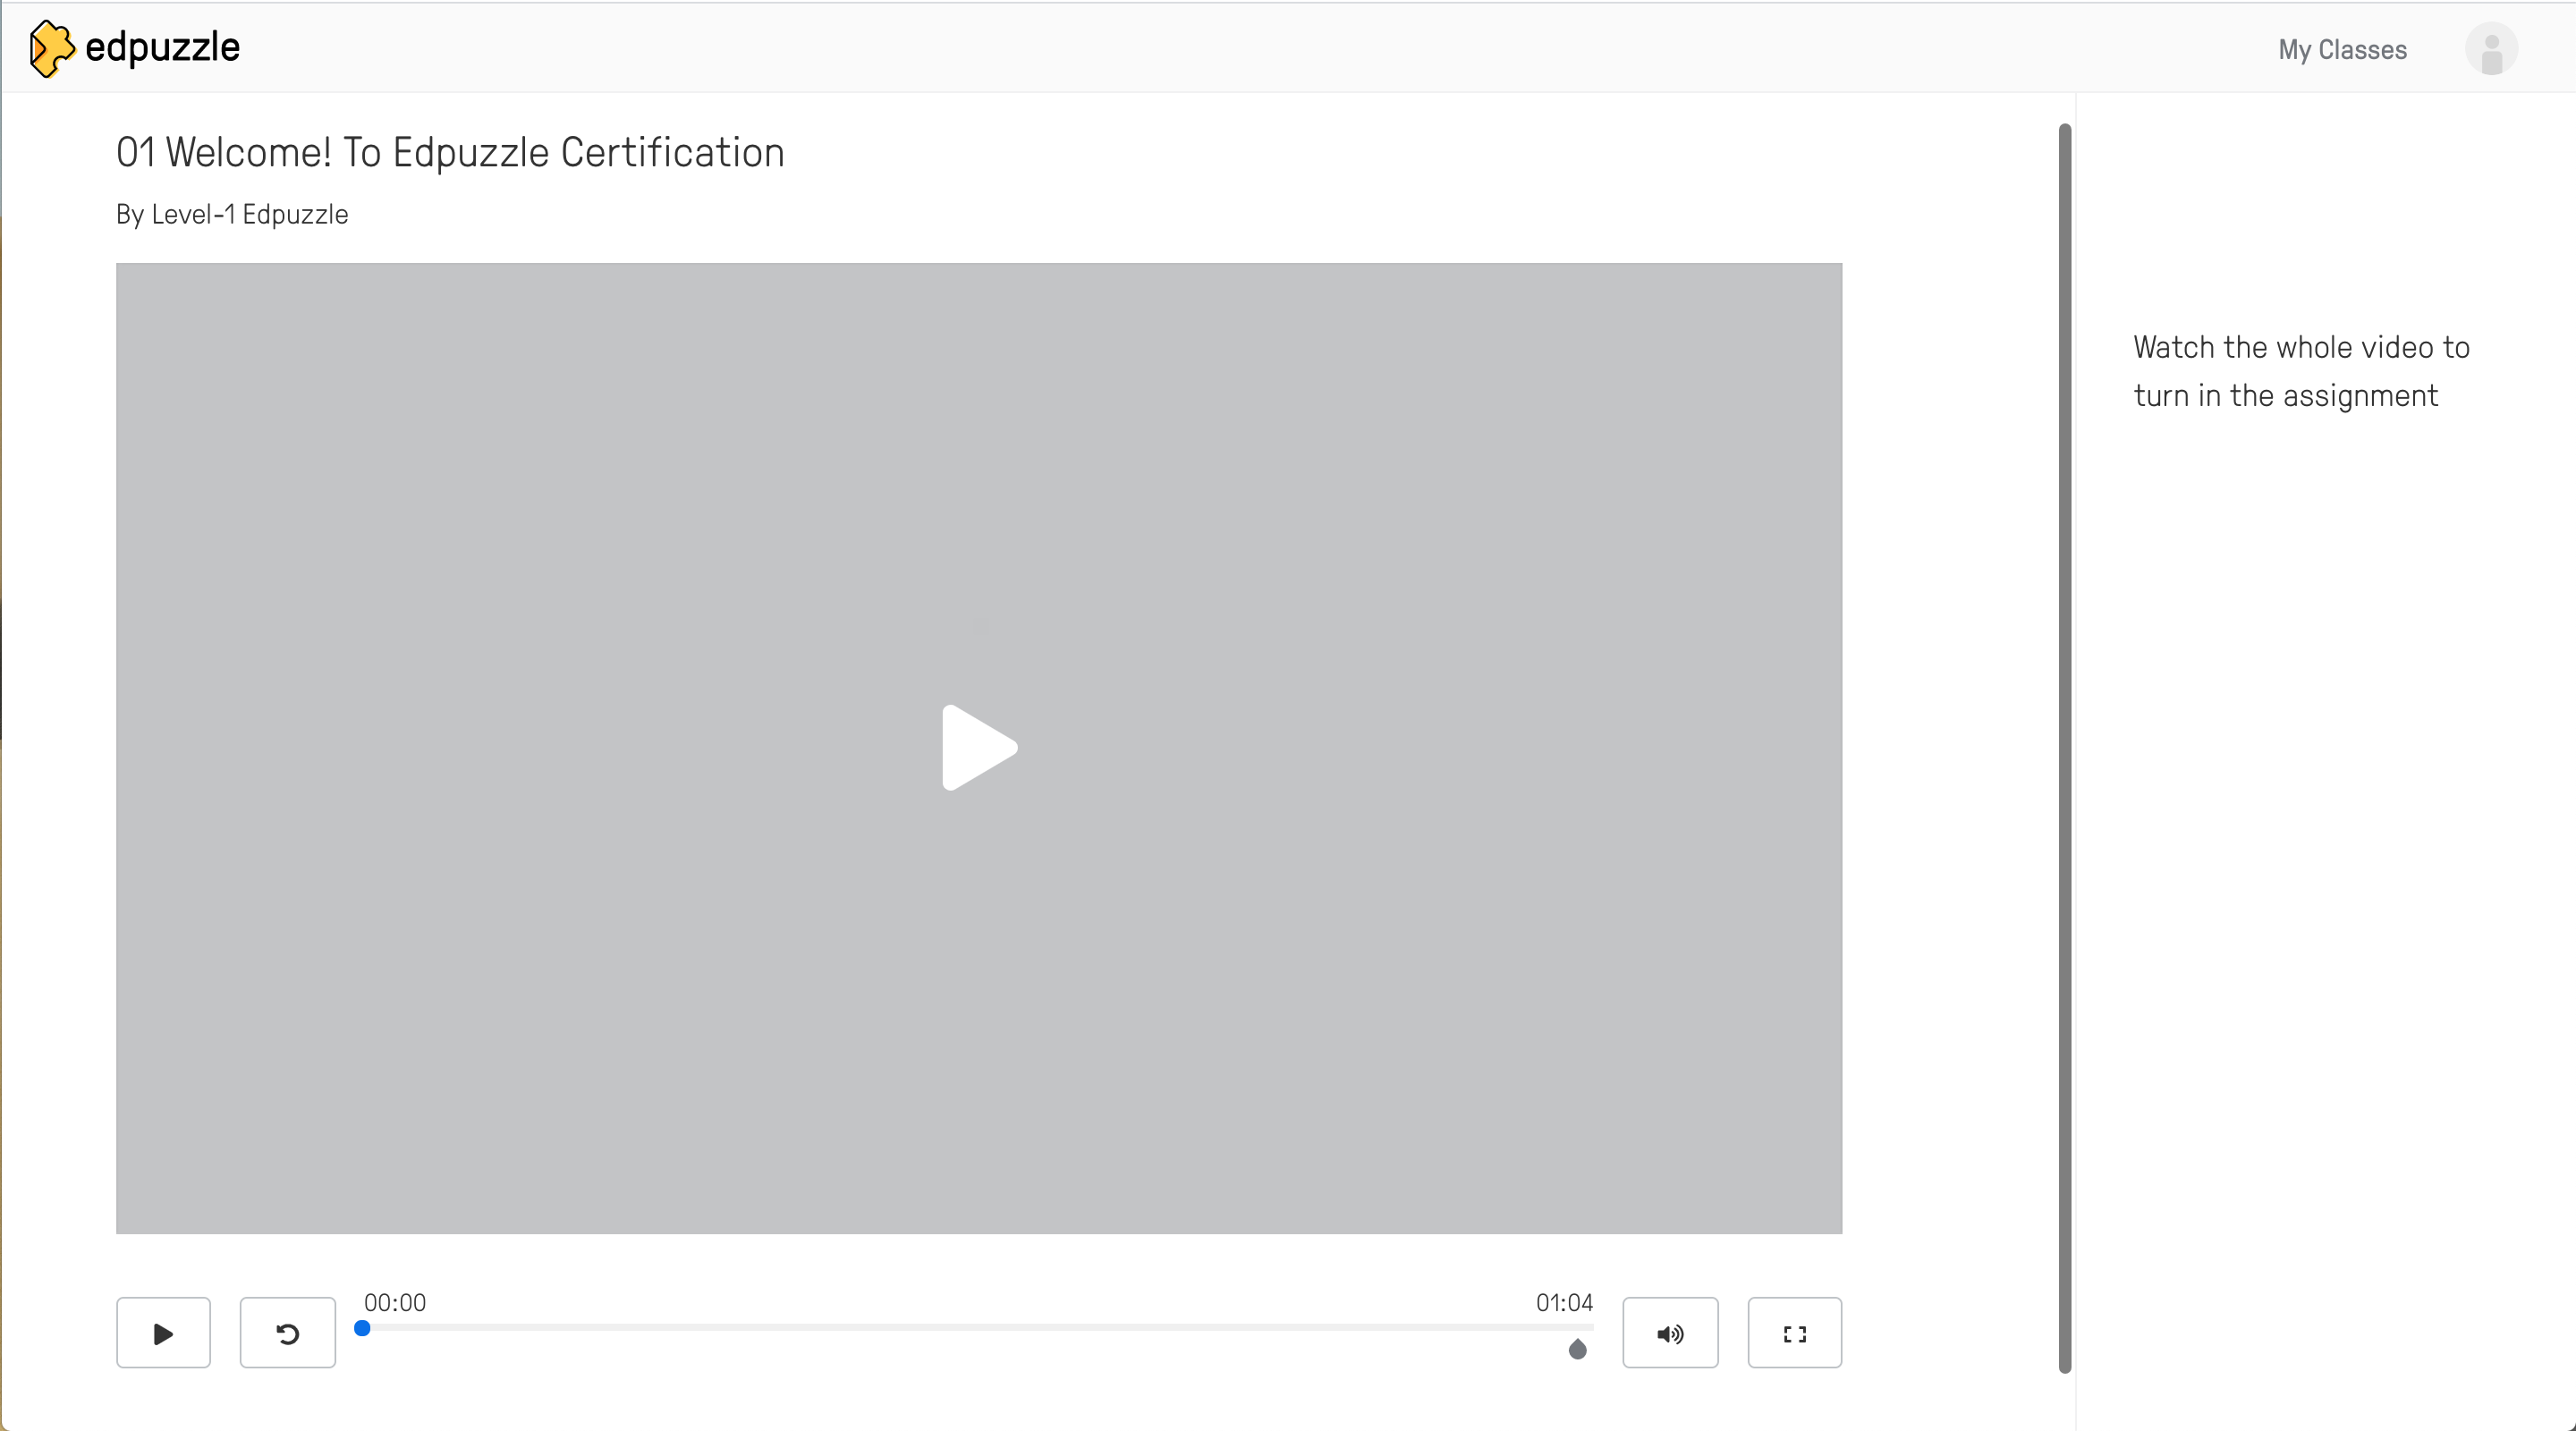 edpuzzle
My Classes
01 Welcome! To Edpuzzle Certification
By Level-1 Edpuzzle
Watch the whole video to
turn in the assignment
00:00
01:04